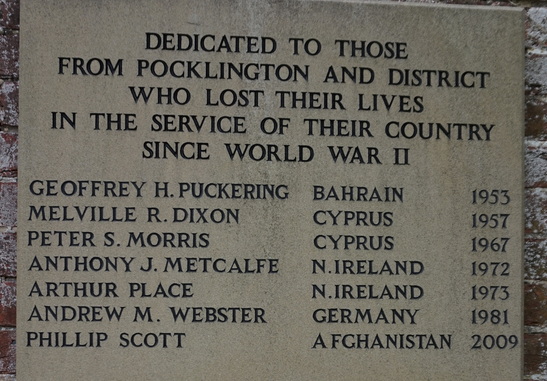 DEDICATED TO THOSE
FROM POCKLINGTON AND DISTRICT
WHO LOST THEIR LIVES
IN THE SERVICE OF THEIR COUNTRY
SINCE WORLD WAR II
GEOFFREY H. PUCKERING BAHRAIN 1953
MELVILLE R. DIXON CYPRUS 1957
PETER S. MORRIS CYPRUS 1967
ANTHONY J. METCALFE N.IRELAND 1972
ARTHUR PLACE N.IRELAND 1973
ANDREW M. WEBSTER GERMANY 1981
PHILLIP SCOTT AFGHANISTAN 2009